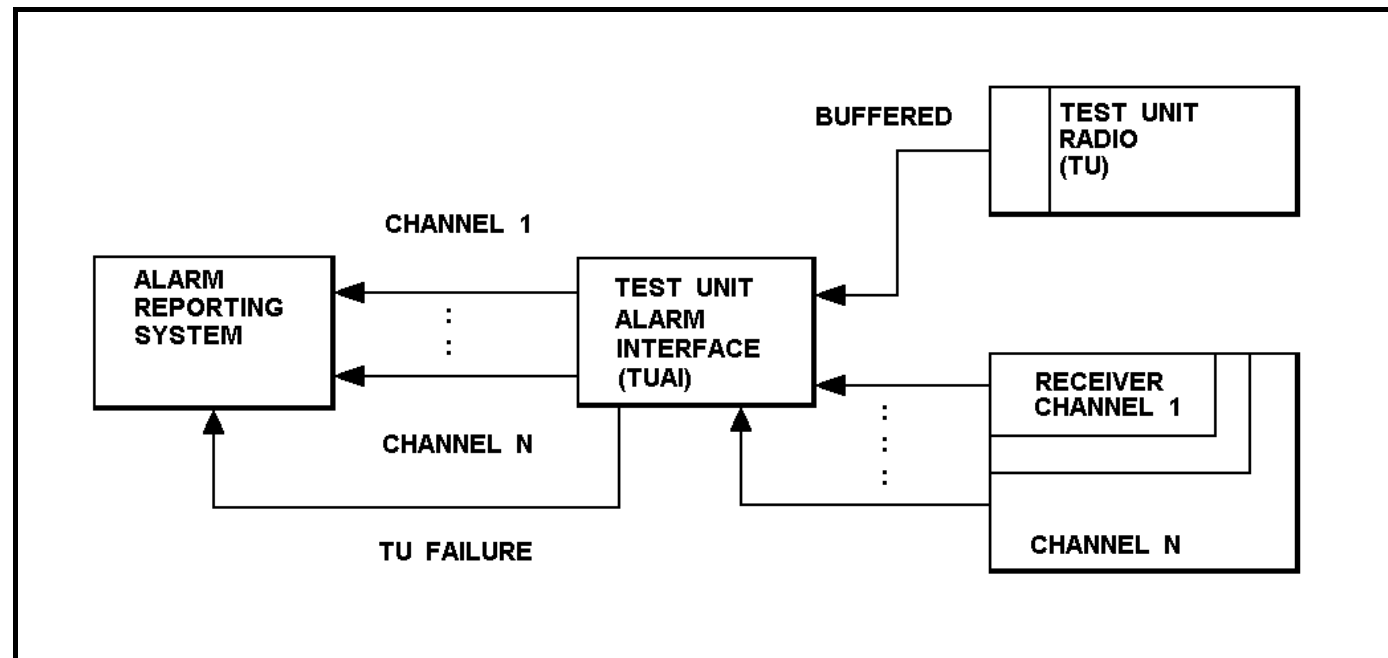 BUFFERED
TEST UNIT
RADIO
(TU)
CHANNEL 1
ALARM
REPORTING
SYSTEM
TEST UNIT
ALARM
INTERFACE
(TUAI)
RECEIVER
CHANNEL 1
CHANNEL N
TU FAILURE
CHANNEL N